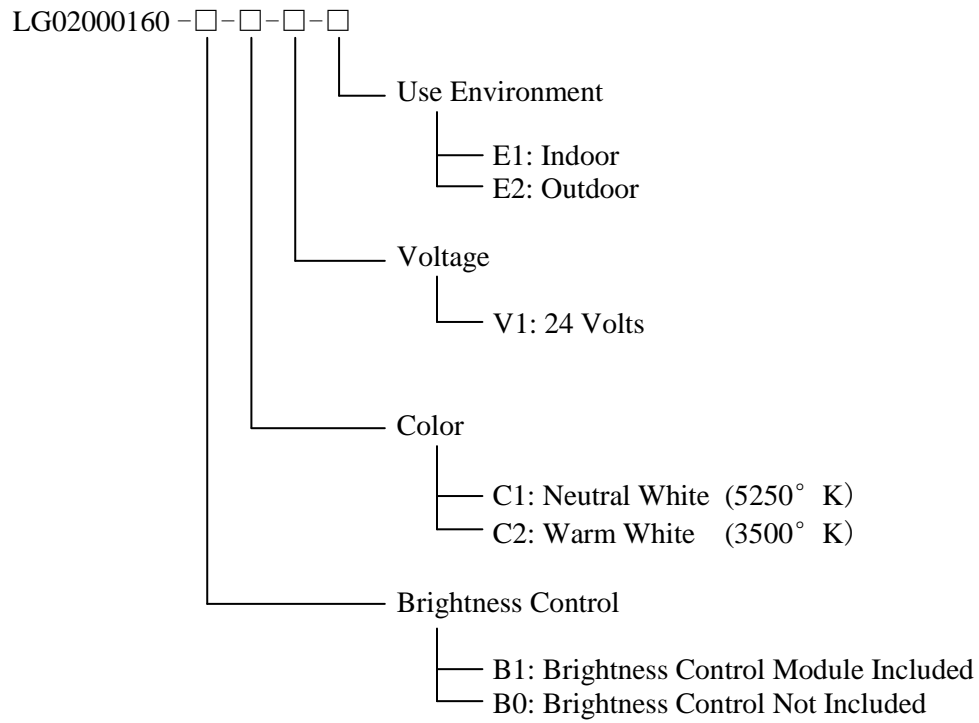 LG02000160 -□-□-□-□
Use Environment
E1: Indoor
E2: Outdoor
Voltage
V1: 24 Volts
Color
C1: Neutral White (5250° K)
C2: Warm White (3500° K)
Brightness Control
B1: Brightness Control Module Included
B0: Brightness Control Not Included